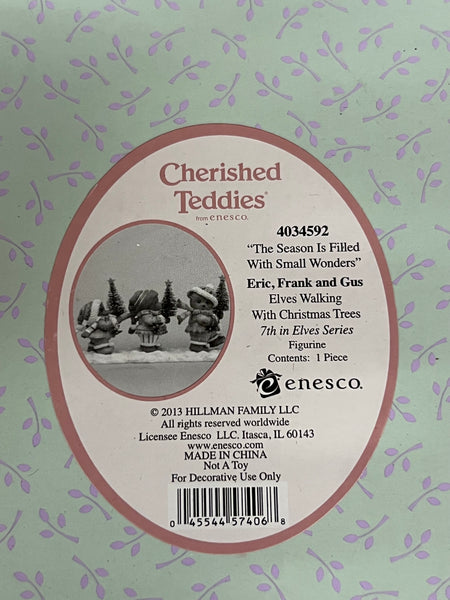 Cherished
Teddies®
from enesco.
4034592
"The Season Is Filled
With Small Wonders"
Eric, Frank and Gus
Elves Walking
With Christmas Trees
7th in Elves Series
Figurine
Contents: 1 Piece
enesco.
© 2013 HILLMAN FAMILY LLC
All rights reserved worldwide
Licensee Enesco LLC. Itasca, IL 60143
www.enesco.com
MADE IN CHINA
Not A Toy
For Decorative Use Only
0 45544 57406 8